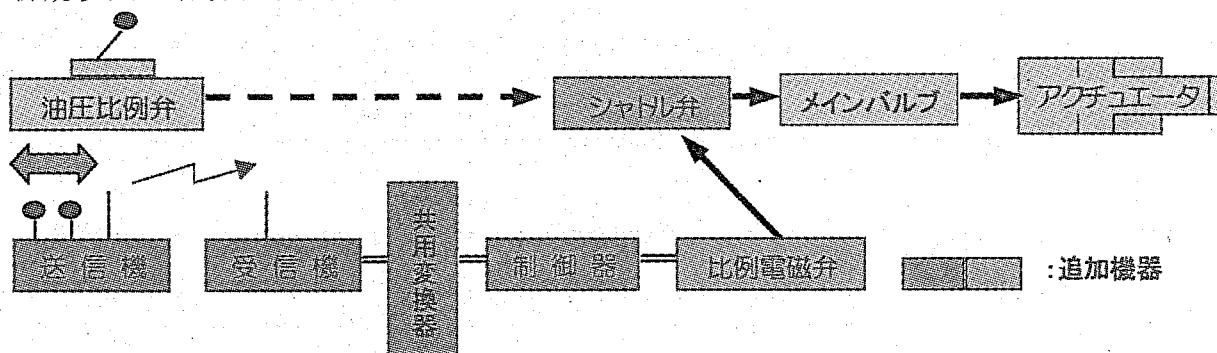 油圧比例弁
シャトル弁
メインバルブ
アクチュエータ
送信機
受信機
共用変換器
制御器
比例電磁弁
:追加機器